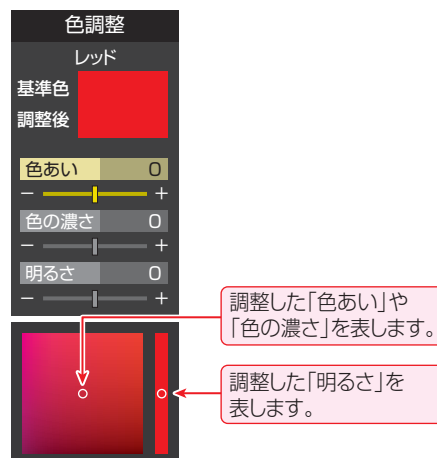 色調整
レッド
基準色
調整後
色あい 0
− +
色の濃さ 0
− +
明るさ 0
− +
調整した「色あい」や
「色の濃さ」を表します。
調整した「明るさ」を
表します。